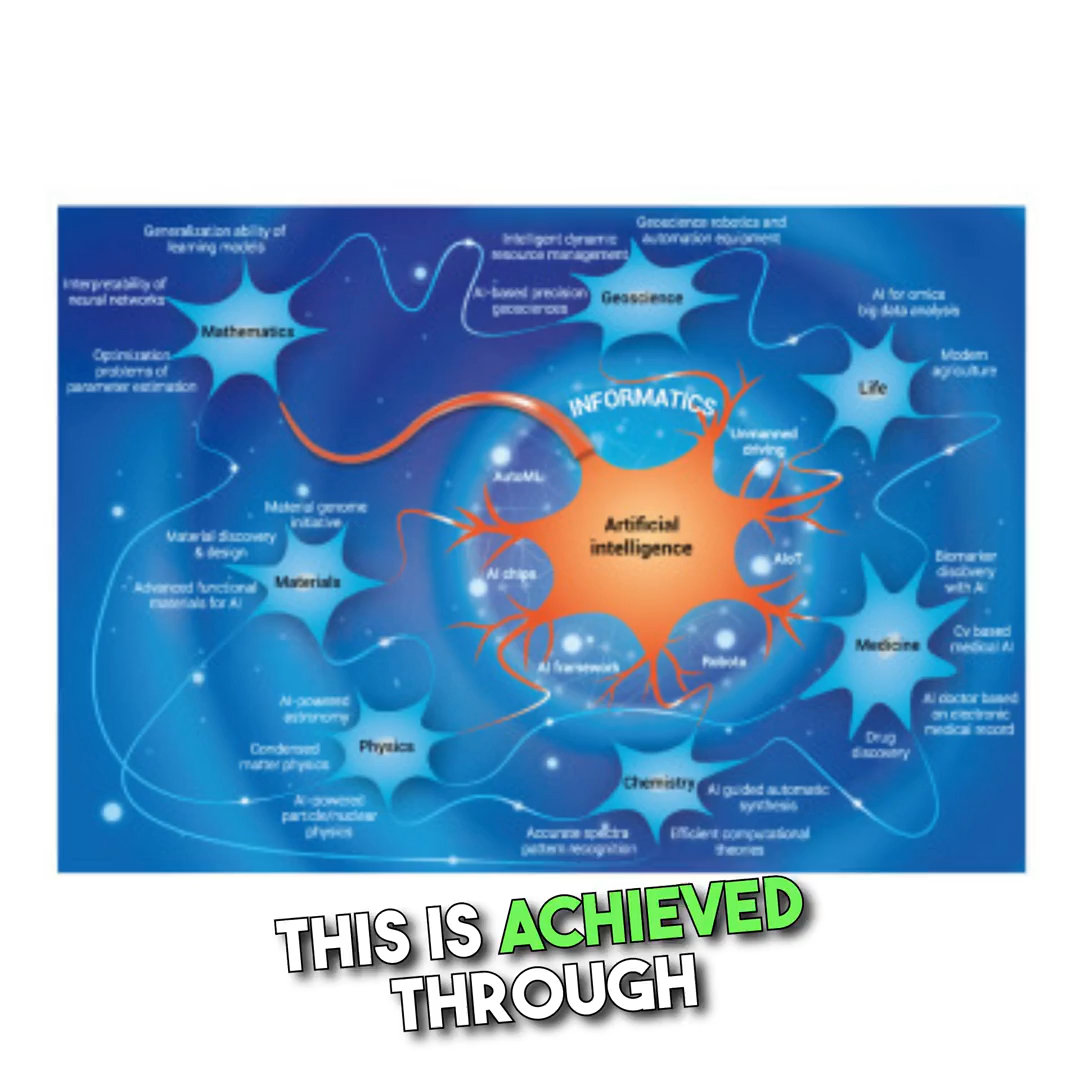 Generalization ability of
learning models
Interpretability of
neural networks
Mathematics
Optimization
problems of
parameter estimation
Geoscience robotics and
automation equipment
Intelligent dynamic
resource management
AI-based precision
geosciences
Geoscience
AI for omics
big data analysis
Modern
agriculture
Life
INFORMATICS
Unmanned
driving
AutoML
Artificial
intelligence
AIoT
AI chips
AI framework
Robots
Material genome
initiative
Material discovery
& design
Materials
Advanced functional
materials for AI
Biomarker
discovery
with AI
Medicine
CV based
medical AI
AI doctor based
on electronic
medical record
Drug
discovery
AI-powered
astronomy
Physics
Condensed
matter physics
AI-powered
particle/nuclear
physics
Chemistry
AI guided automatic
synthesis
Accurate spectra
pattern recognition
Efficient computational
theories
THIS IS ACHIEVED
THROUGH